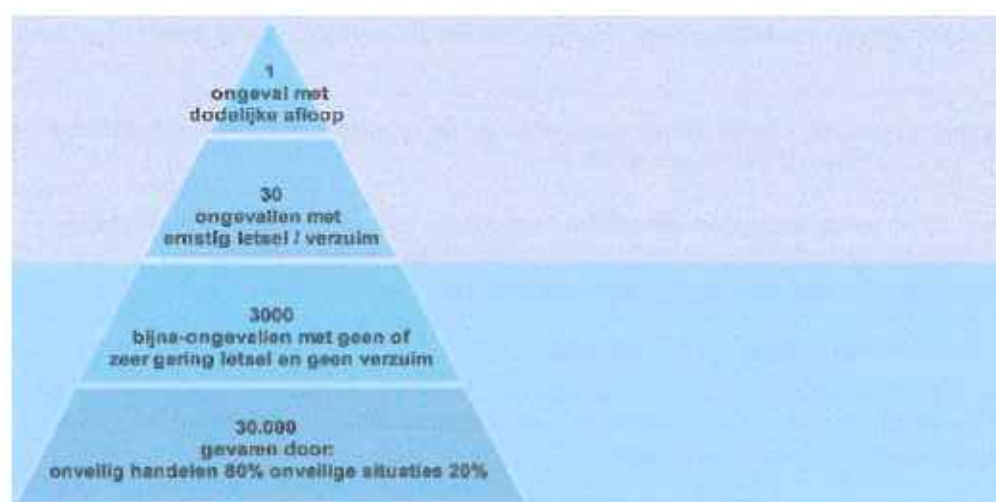 1
ongeval met
dodelijke afloop
30
ongevallen met
ernstig letsel / verzuim
3000
bijna-ongevallen met geen of
zeer gering letsel en geen verzuim
30.000
gevaren door:
onveilig handelen 80% onveilige situaties 20%